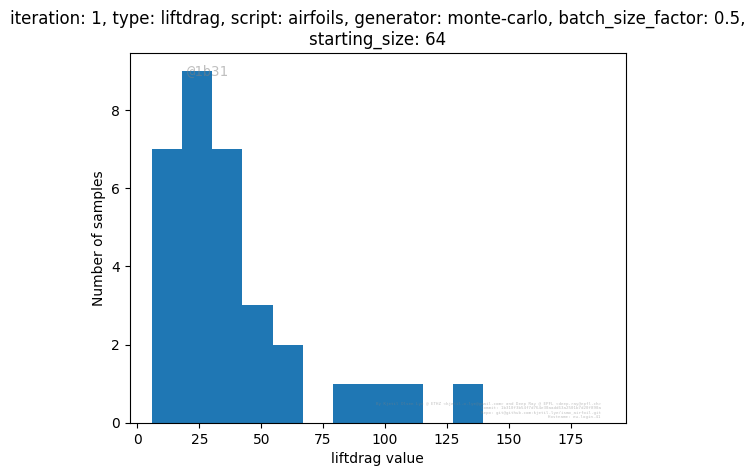 iteration: 1, type: liftdrag, script: airfoils, generator: monte-carlo, batch_size_factor: 0.5,
starting_size: 64
@1b31
8
6
4
2
0
Number of samples
0 25 50 75 100 125 150 175
liftdrag value